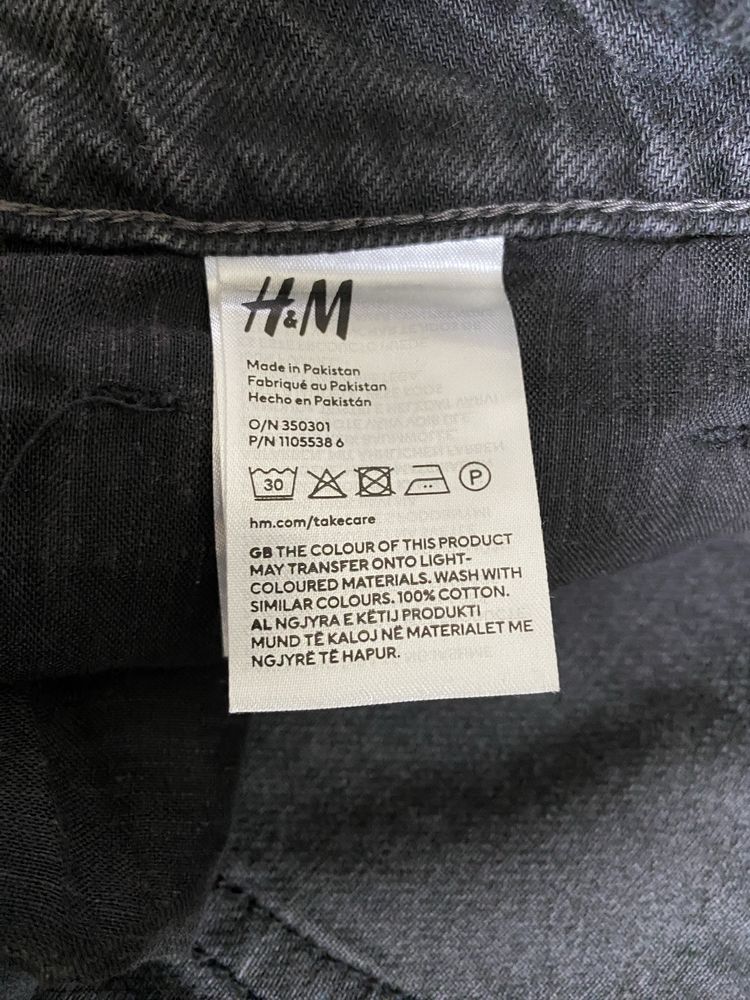 H&M
Made in Pakistan
Fabriqué au Pakistan
Hecho en Pakistán
O/N 350301
P/N 1105538 6
30
P
hm.com/takecare
GB THE COLOUR OF THIS PRODUCT
MAY TRANSFER ONTO LIGHT-
COLOURED MATERIALS. WASH WITH
SIMILAR COLOURS. 100% COTTON.
AL NGJYRA E KËTIJ PRODUKTI
MUND TË KALOJ NË MATERIALET ME
NGJYRË TË HAPUR.